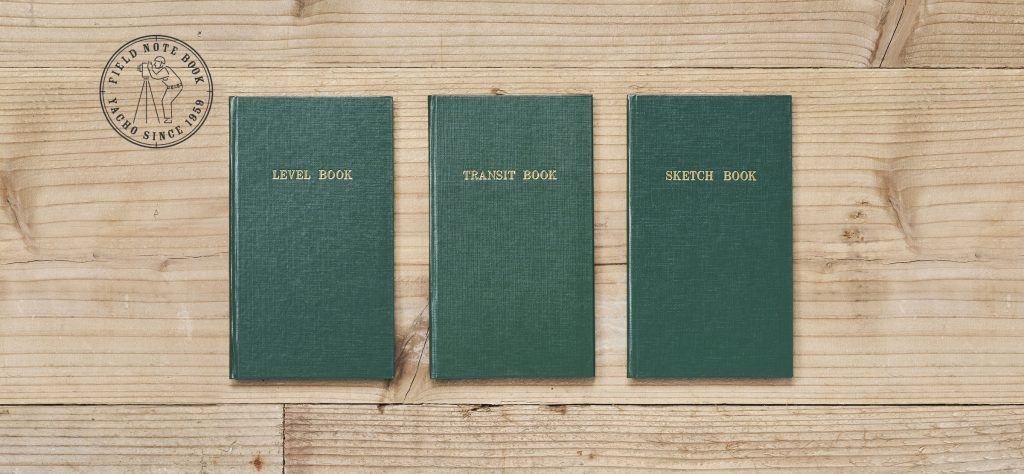 FIELD NOTE BOOK
YACHO SINCE 1959
LEVEL BOOK
TRANSIT BOOK
SKETCH BOOK